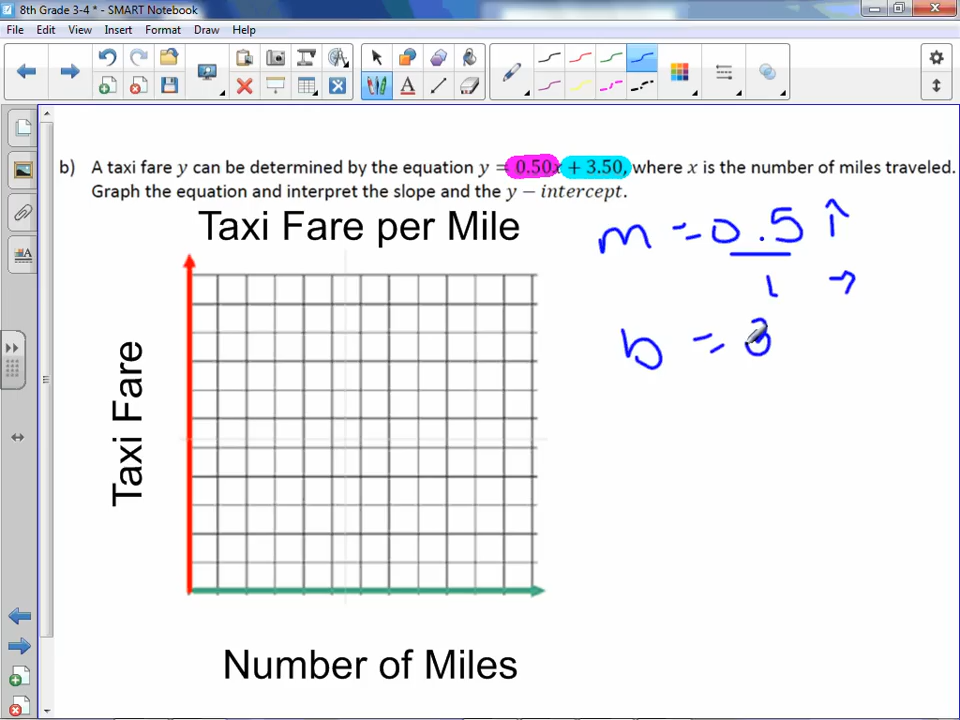 8th Grade 3-4 * - SMART Notebook
File Edit View Insert Format Draw Help
b) A taxi fare y can be determined by the equation y = 0.50x + 3.50, where x is the number of miles traveled.
Graph the equation and interpret the slope and the y − intercept.
Taxi Fare per Mile
m = 0.5 ↑
1 →
b = 3
Taxi Fare
Number of Miles